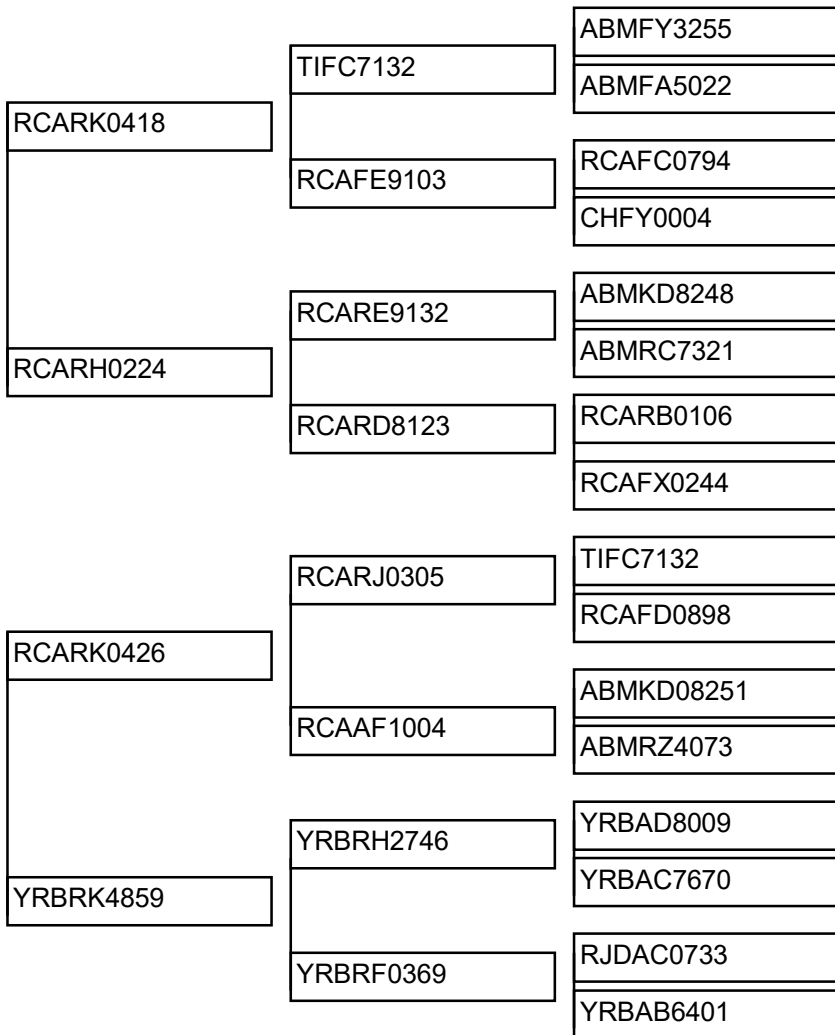 ABMFY3255
TIFC7132
ABMFA5022
RCARK0418
RCAFC0794
RCAFE9103
CHFY0004
ABMKD8248
RCARE9132
ABMRC7321
RCARH0224
RCARB0106
RCARD8123
RCAFX0244
TIFC7132
RCARJ0305
RCAFD0898
RCARK0426
ABMKD08251
RCAAF1004
ABMRZ4073
YRBAD8009
YRBRH2746
YRBAC7670
YRBRK4859
RJDAC0733
YRBRF0369
YRBAB6401